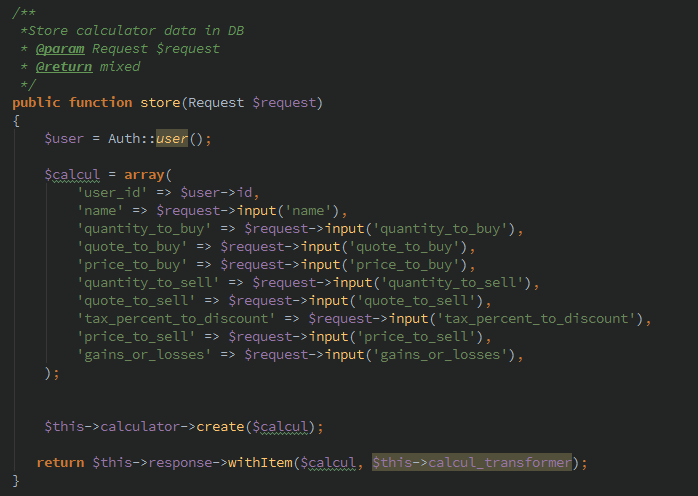 /**
 *Store calculator data in DB
 * @param Request $request
 * @return mixed
 */
public function store(Request $request)
{
    $user = Auth::user();
    $calcul = array(
        'user_id' => $user->id,
        'name' => $request->input('name'),
        'quantity_to_buy' => $request->input('quantity_to_buy'),
        'quote_to_buy' => $request->input('quote_to_buy'),
        'price_to_buy' => $request->input('price_to_buy'),
        'quantity_to_sell' => $request->input('quantity_to_sell'),
        'quote_to_sell' => $request->input('quote_to_sell'),
        'tax_percent_to_discount' => $request->input('tax_percent_to_discount'),
        'price_to_sell' => $request->input('price_to_sell'),
        'gains_or_losses' => $request->input('gains_or_losses'),
    );
    $this->calculator->create($calcul);
   return $this->response->withItem($calcul, $this->calcul_transformer);
}